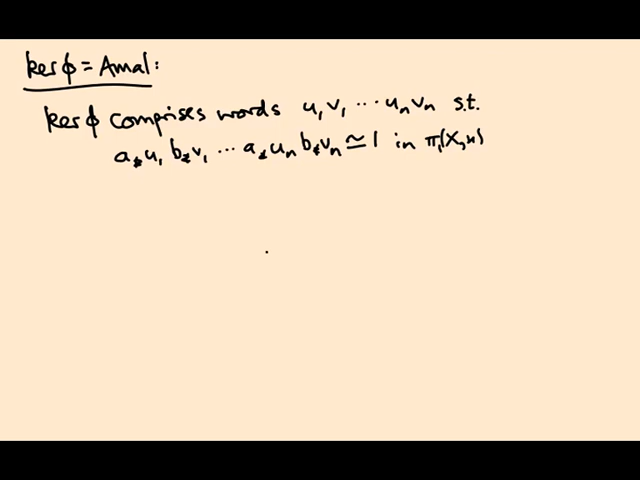 ker ϕ = Amal:
ker ϕ comprises words u₁v₁ ⋯ uₙvₙ s.t.
a⁎u₁ b⁎v₁ ⋯ a⁎uₙ b⁎vₙ ≃ 1 in π₁(X,x)